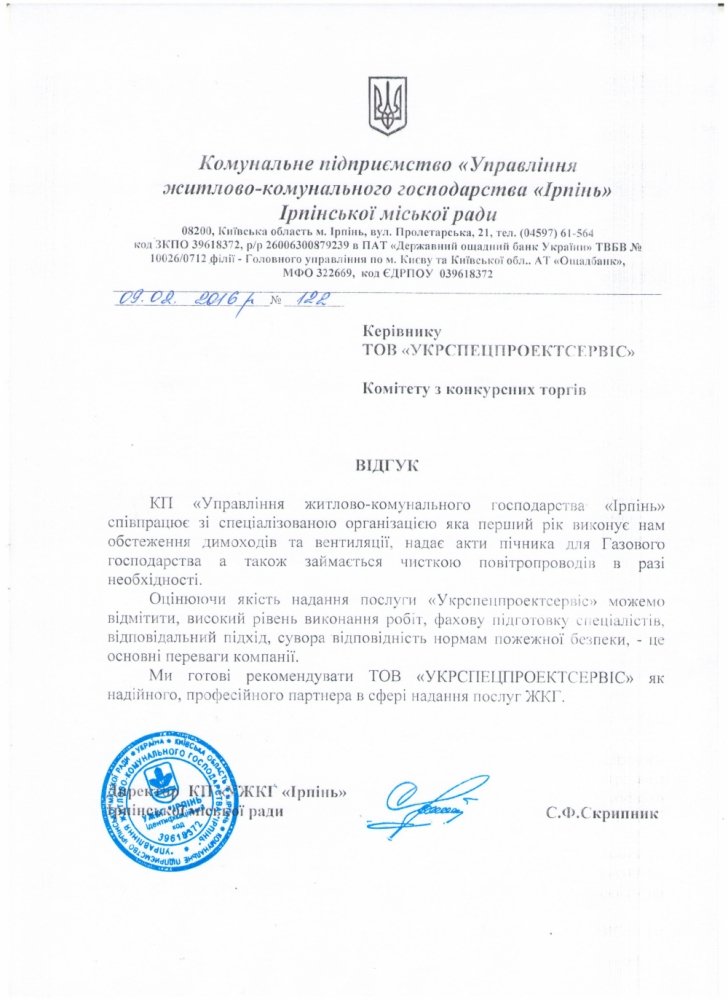 Комунальне підприємство «Управління
житлово-комунального господарства «Ірпінь»
Ірпінської міської ради
08200, Київська область м. Ірпінь, вул. Пролетарська, 21, тел. (04597) 61-564
код ЗКПО 39618372, р/р 26006300879239 в ПАТ «Державний ощадний банк України» ТВБВ №
10026/0712 філії - Головного управління по м. Києву та Київської обл.. АТ «Ощадбанк»,
МФО 322669, код ЄДРПОУ 039618372
09.02. 2016 р № 122
Керівнику
ТОВ «УКРСПЕЦПРОЕКТСЕРВІС»
Комітету з конкурсних торгів
ВІДГУК
КП «Управління житлово-комунального господарства «Ірпінь»
співпрацює зі спеціалізованою організацією яка перший рік виконує нам
обстеження димоходів та вентиляції, надає акти пічника для Газового
господарства а також займається чисткою повітропроводів в разі
необхідності.
Оцінюючи якість надання послуги «Укрспецпроектсервіс» можемо
відмітити, високий рівень виконання робіт, фахову підготовку спеціалістів,
відповідальний підхід, сувора відповідність нормам пожежної безпеки, - це
основні переваги компанії.
Ми готові рекомендувати ТОВ «УКРСПЕЦПРОЕКТСЕРВІС» як
надійного, професійного партнера в сфері надання послуг ЖКГ.
Директор КП УЖКГ «Ірпінь»
Ірпінської міської ради С.Ф.Скрипник
УКРАЇНА * КИЇВСЬКА ОБЛАСТЬ
КОМУНАЛЬНЕ ПІДПРИЄМСТВО ІРПІНСЬКОЇ МІСЬКОЇ РАДИ
"УПРАВЛІННЯ ЖИТЛОВО-КОМУНАЛЬНОГО ГОСПОДАРСТВА "ІРПІНЬ"
УЖКГ "ІРПІНЬ"
Ідентифікаційний
код
39618372